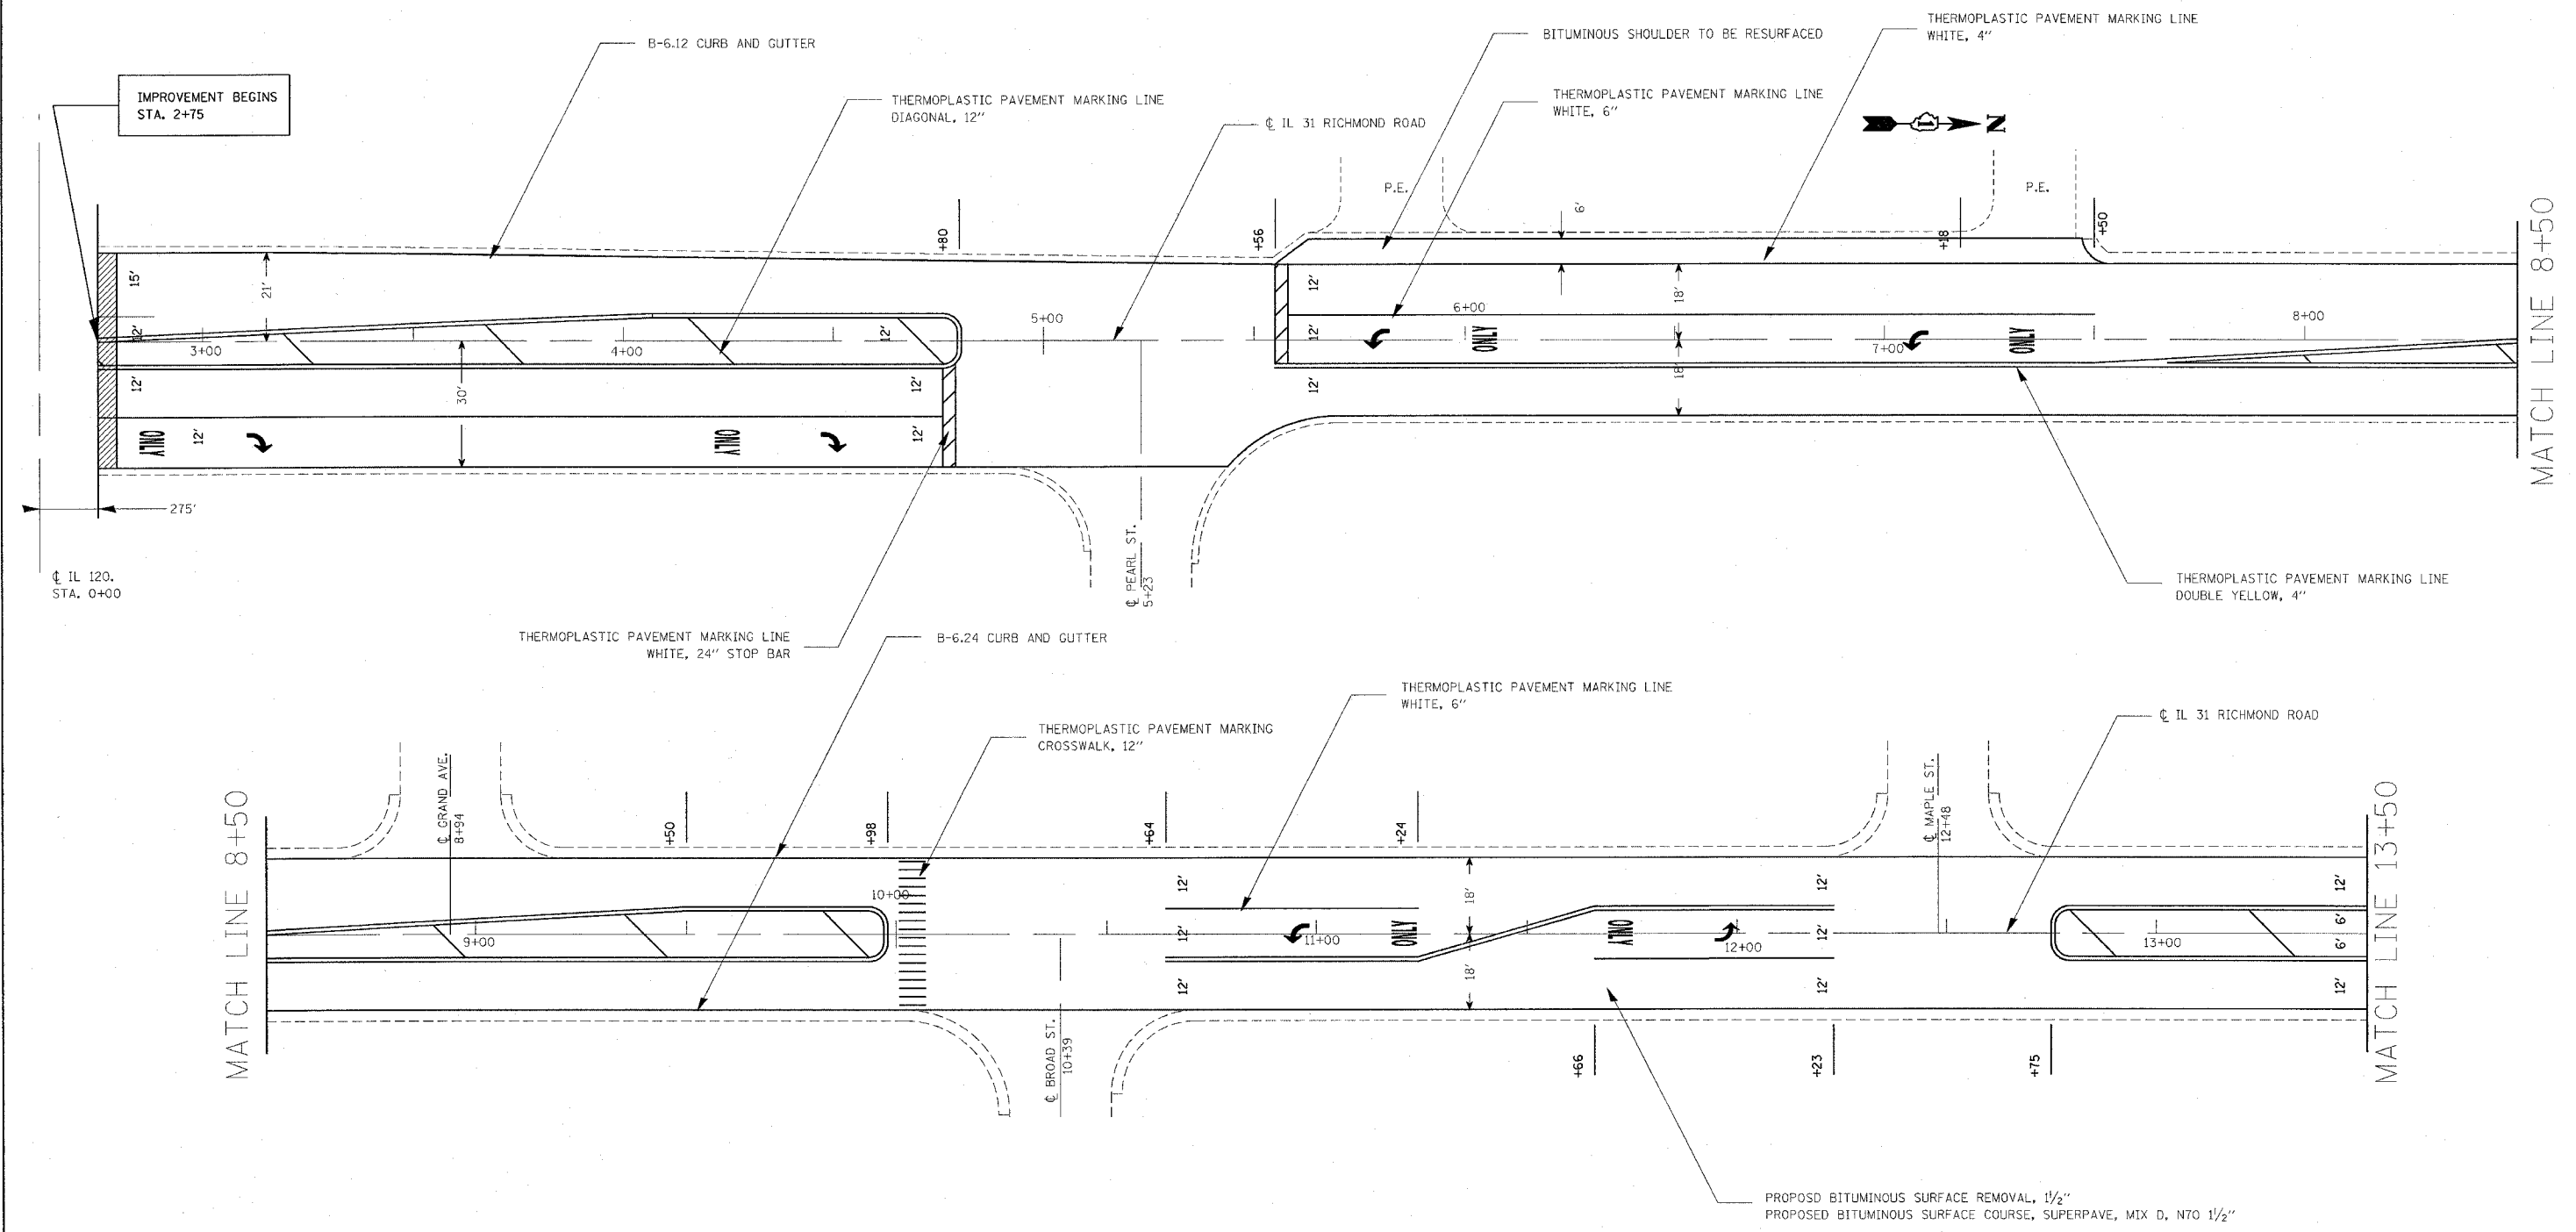 B-6.12 CURB AND GUTTER
BITUMINOUS SHOULDER TO BE RESURFACED
THERMOPLASTIC PAVEMENT MARKING LINE
WHITE, 4"
IMPROVEMENT BEGINS
STA. 2+75
THERMOPLASTIC PAVEMENT MARKING LINE
DIAGONAL, 12"
℄ IL 31 RICHMOND ROAD
THERMOPLASTIC PAVEMENT MARKING LINE
WHITE, 6"
N
P.E.
P.E.
+80
+56
6'
+18
+50
MATCH LINE 8+50
15'
21'
12'
12'
12'
18'
3+00
4+00
5+00
6+00
7+00
8+00
12'
ONLY
ONLY
12'
30'
12'
12'
18'
ONLY
12'
ONLY
12'
275'
℄ IL 120.
STA. 0+00
℄ PEARL ST.
5+23
THERMOPLASTIC PAVEMENT MARKING LINE
DOUBLE YELLOW, 4"
THERMOPLASTIC PAVEMENT MARKING LINE
WHITE, 24" STOP BAR
B-6.24 CURB AND GUTTER
THERMOPLASTIC PAVEMENT MARKING LINE
WHITE, 6"
THERMOPLASTIC PAVEMENT MARKING
CROSSWALK, 12"
℄ IL 31 RICHMOND ROAD
MATCH LINE 8+50
℄ GRAND AVE.
8+94
+50
+98
+64
+24
℄ MAPLE ST.
12+48
MATCH LINE 13+50
12'
18'
12'
12'
10+00
9+00
12'
11+00
ONLY
ONLY
12+00
12'
13+00
6'
6'
12'
18'
12'
12'
℄ BROAD ST.
10+39
+66
+23
+75
PROPOSD BITUMINOUS SURFACE REMOVAL, 1½"
PROPOSED BITUMINOUS SURFACE COURSE, SUPERPAVE, MIX D, N70 1½"